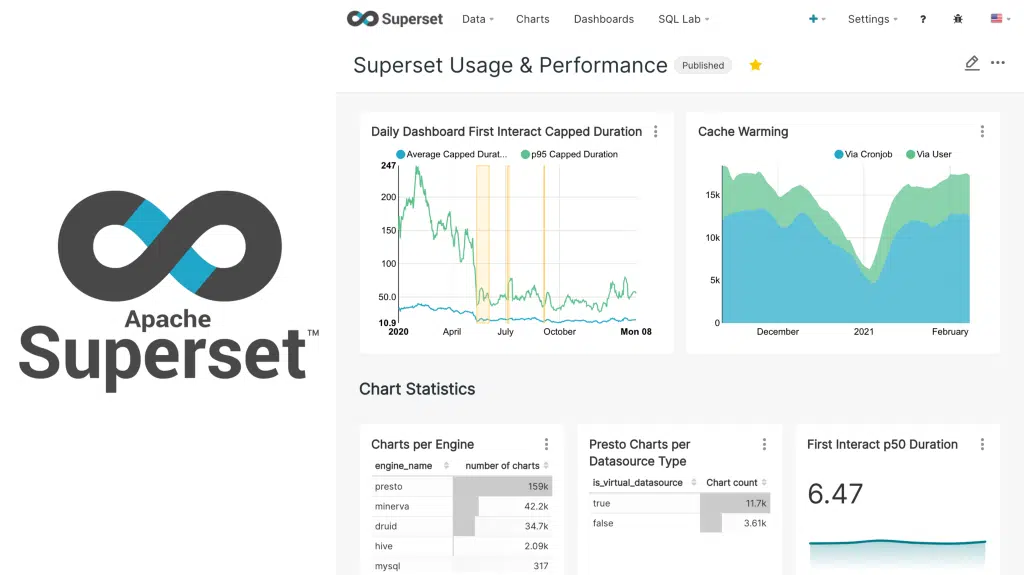 Apache
Superset™
Superset
Data
Charts
Dashboards
SQL Lab
+
Settings
?
Superset Usage & Performance
Published
Daily Dashboard First Interact Capped Duration
Average Capped Durat...
p95 Capped Duration
247
200
150
100
50.0
10.9
2020
April
July
October
Mon 08
Cache Warming
Via Cronjob
Via User
15k
10k
5k
0
December
2021
February
Chart Statistics
Charts per Engine
engine_name number of charts
presto 159k
minerva 42.2k
druid 34.7k
hive 2.09k
mysql 317
Presto Charts per
Datasource Type
is_virtual_datasource Chart count
true 11.7k
false 3.61k
First Interact p50 Duration
6.47